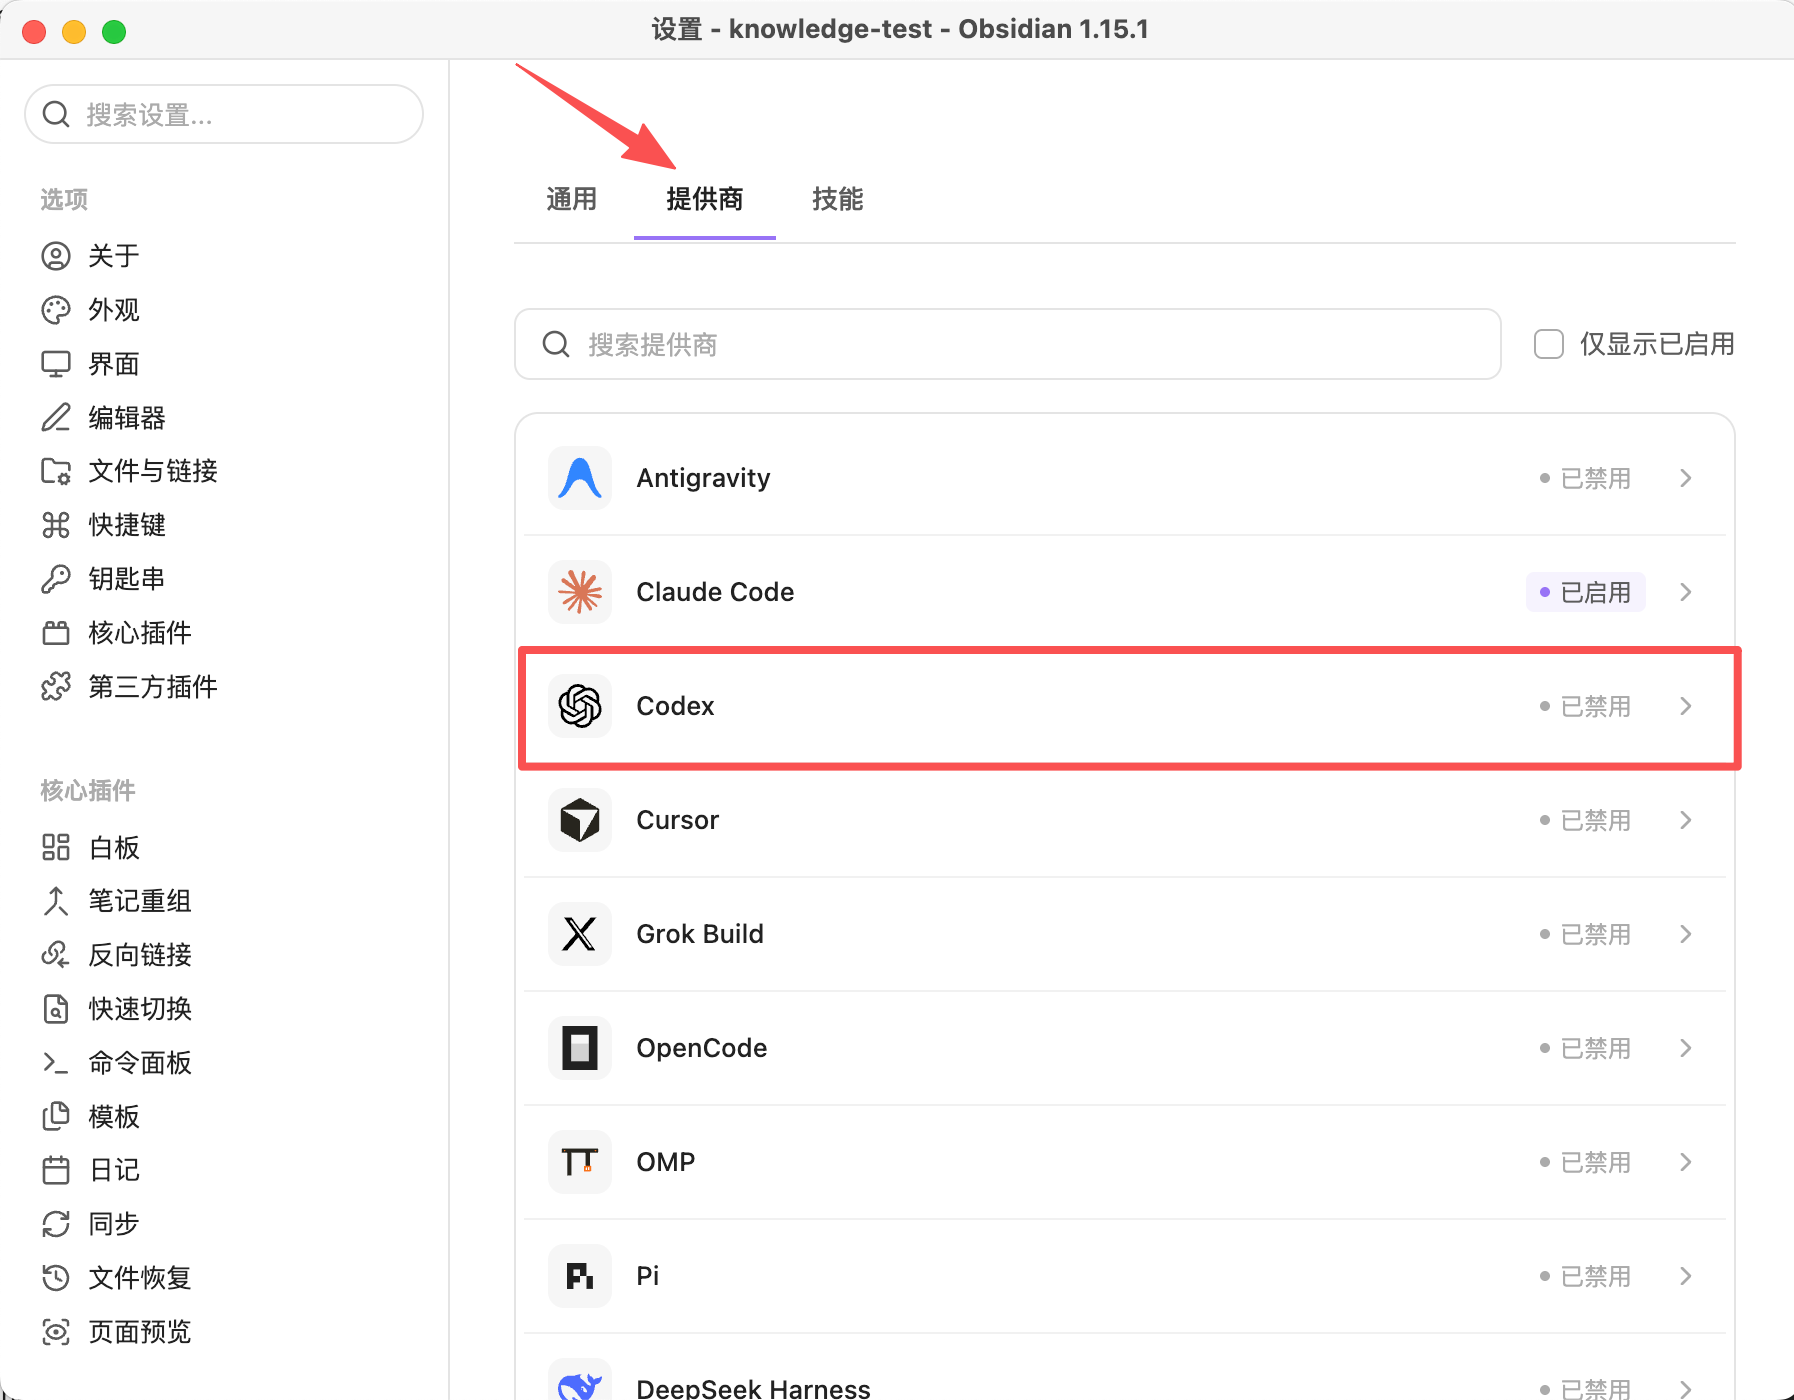 设置 - knowledge-test - Obsidian 1.15.1
搜索设置...
选项
关于
外观
界面
编辑器
文件与链接
快捷键
钥匙串
核心插件
第三方插件
核心插件
白板
笔记重组
反向链接
快速切换
命令面板
模板
日记
同步
文件恢复
页面预览
通用 提供商 技能
搜索提供商 仅显示已启用
Antigravity 已禁用
Claude Code 已启用
Codex 已禁用
Cursor 已禁用
Grok Build 已禁用
OpenCode 已禁用
OMP 已禁用
Pi 已禁用
DeepSeek Harness 已禁用